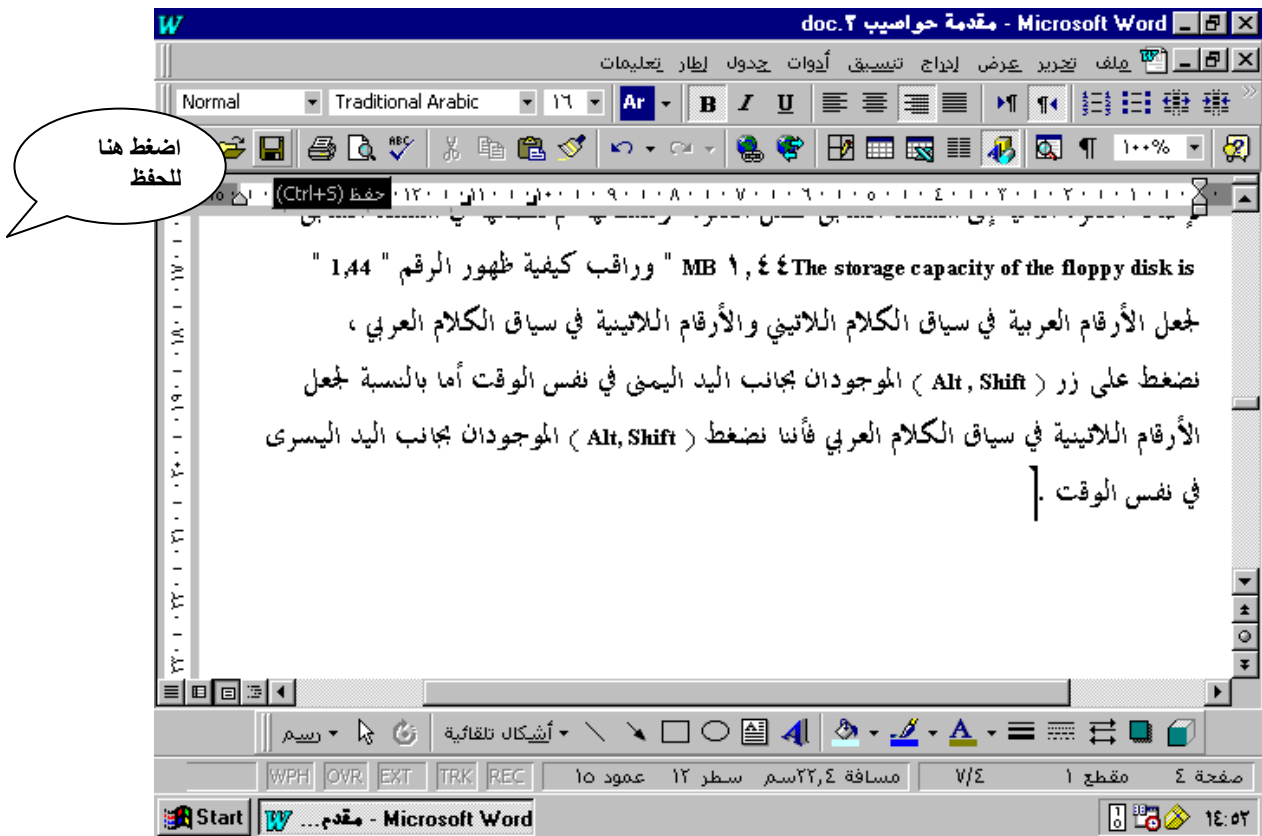 Microsoft Word - مقدمة حواسيب ٢.doc
ملف تحرير عرض إدراج تنسيق أدوات جدول إطار تعليمات
Normal Traditional Arabic ١٦ Ar B I U
١٠٠%
اضغط هنا
للحفظ
حفظ (Ctrl+S)
The storage capacity of the floppy disk is ١,٤٤ MB " وراقب كيفية ظهور الرقم " 1,44 "
لجعل الأرقام العربية في سياق الكلام اللاتيني والأرقام اللاتينية في سياق الكلام العربي ،
نضغط على زر ( Alt , Shift ) الموجودان بجانب اليد اليمنى في نفس الوقت أما بالنسبة لجعل
الأرقام اللاتينية في سياق الكلام العربي فأننا نضغط ( Alt, Shift ) الموجودان بجانب اليد اليسرى
في نفس الوقت .
رسم أشكال تلقائية
صفحة ٤ مقطع ١ ٧/٤ مسافة ٢٢,٤سم سطر ١٢ عمود ١٥ REC TRK EXT OVR WPH
Start Microsoft Word - مقدم... ١٤:٥٢